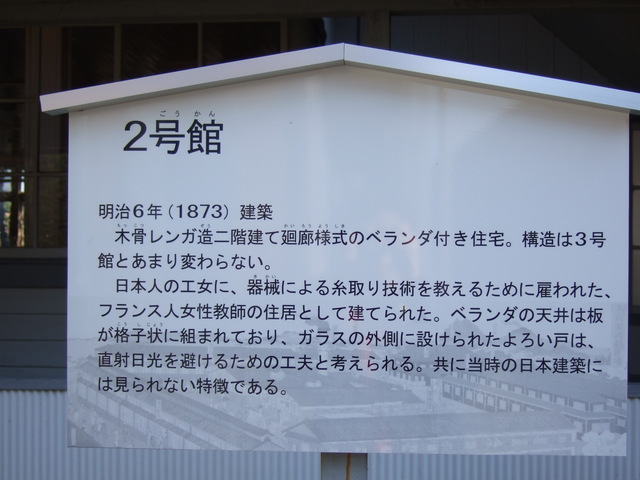 ２号館
明治６年（1873）建築
木骨レンガ造二階建て廻廊様式のベランダ付き住宅。構造は３号
館とあまり変わらない。
日本人の工女に、器械による糸取り技術を教えるために雇われた、
フランス人女性教師の住居として建てられた。ベランダの天井は板
が格子状に組まれており、ガラスの外側に設けられたよろい戸は、
直射日光を避けるための工夫と考えられる。共に当時の日本建築に
は見られない特徴である。